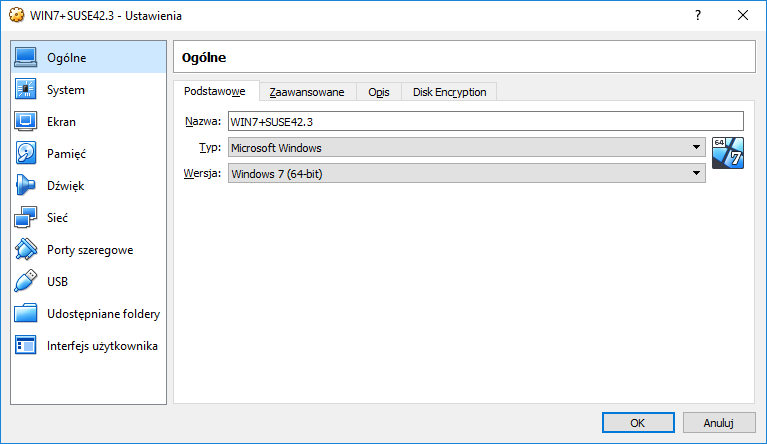 WIN7+SUSE42.3 - Ustawienia
?
Ogólne
System
Ekran
Pamięć
Dźwięk
Sieć
Porty szeregowe
USB
Udostępniane foldery
Interfejs użytkownika
Ogólne
Podstawowe Zaawansowane Opis Disk Encryption
Nazwa: WIN7+SUSE42.3
Typ: Microsoft Windows
64
7
Wersja: Windows 7 (64-bit)
OK Anuluj